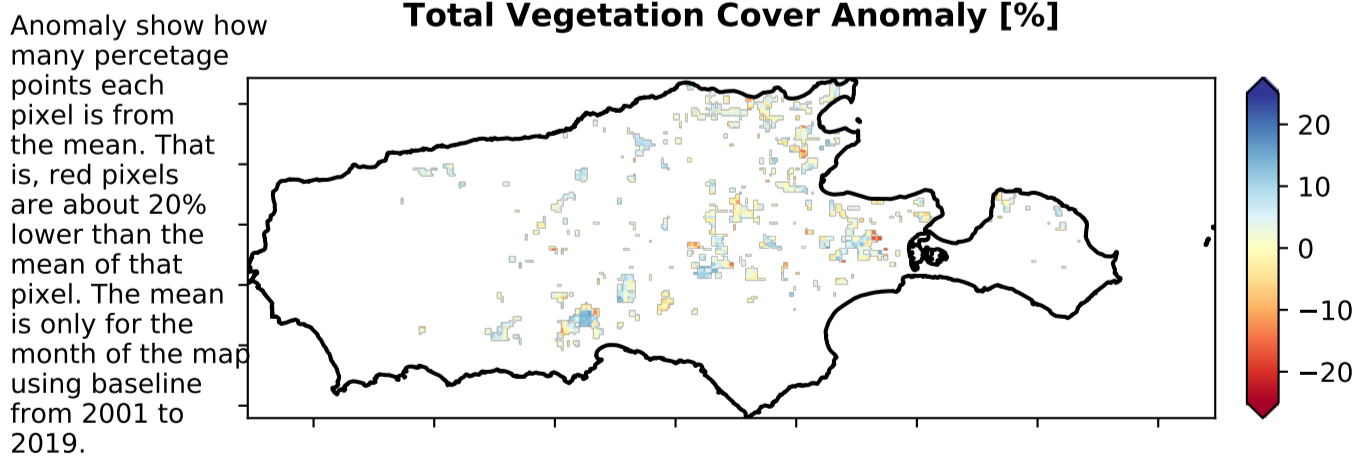 Total Vegetation Cover Anomaly [%]
Anomaly show how
many percetage
points each
pixel is from
the mean. That
is, red pixels
are about 20%
lower than the
mean of that
pixel. The mean
is only for the
month of the map
using baseline
from 2001 to
2019.
20
10
0
−10
−20